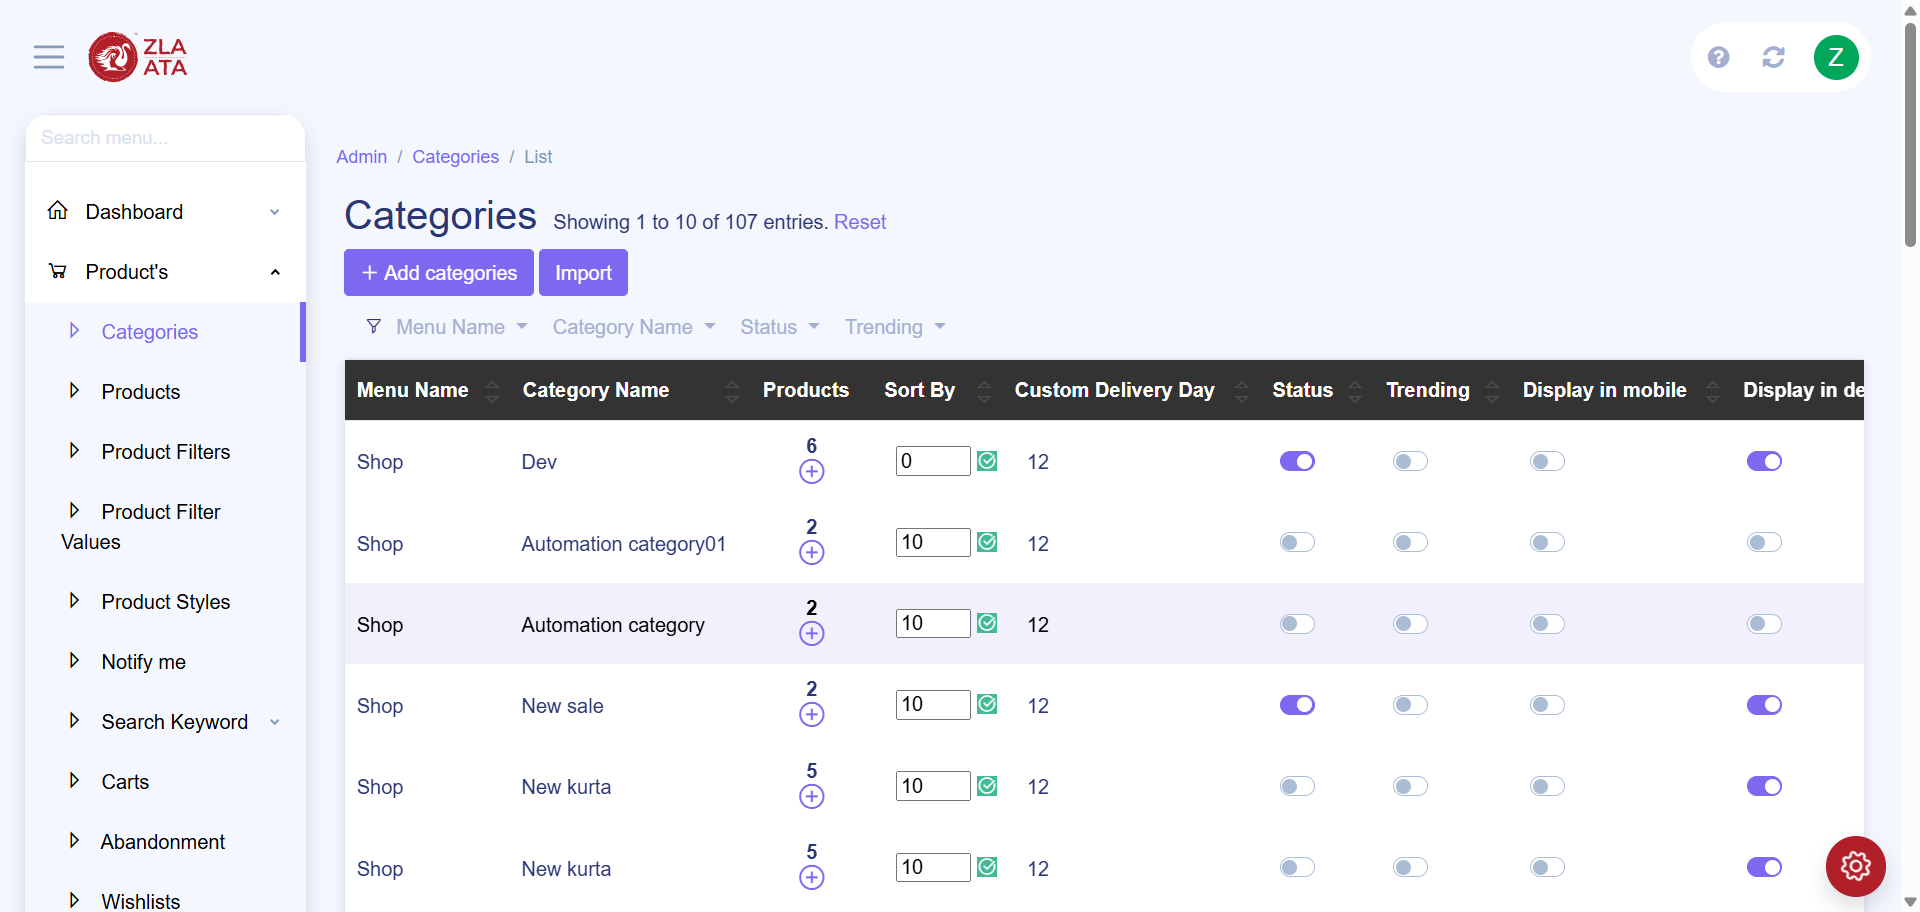 ZLA
ATA
Z
Search menu...
Dashboard
Product's
Categories
Products
Product Filters
Product Filter
Values
Product Styles
Notify me
Search Keyword
Carts
Abandonment
Wishlists
Admin / Categories / List
Categories Showing 1 to 10 of 107 entries. Reset
+ Add categories Import
Menu Name Category Name Status Trending
Menu Name Category Name Products Sort By Custom Delivery Day Status Trending Display in mobile Display in de
Shop Dev 6 0 12
Shop Automation category01 2 10 12
Shop Automation category 2 10 12
Shop New sale 2 10 12
Shop New kurta 5 10 12
Shop New kurta 5 10 12